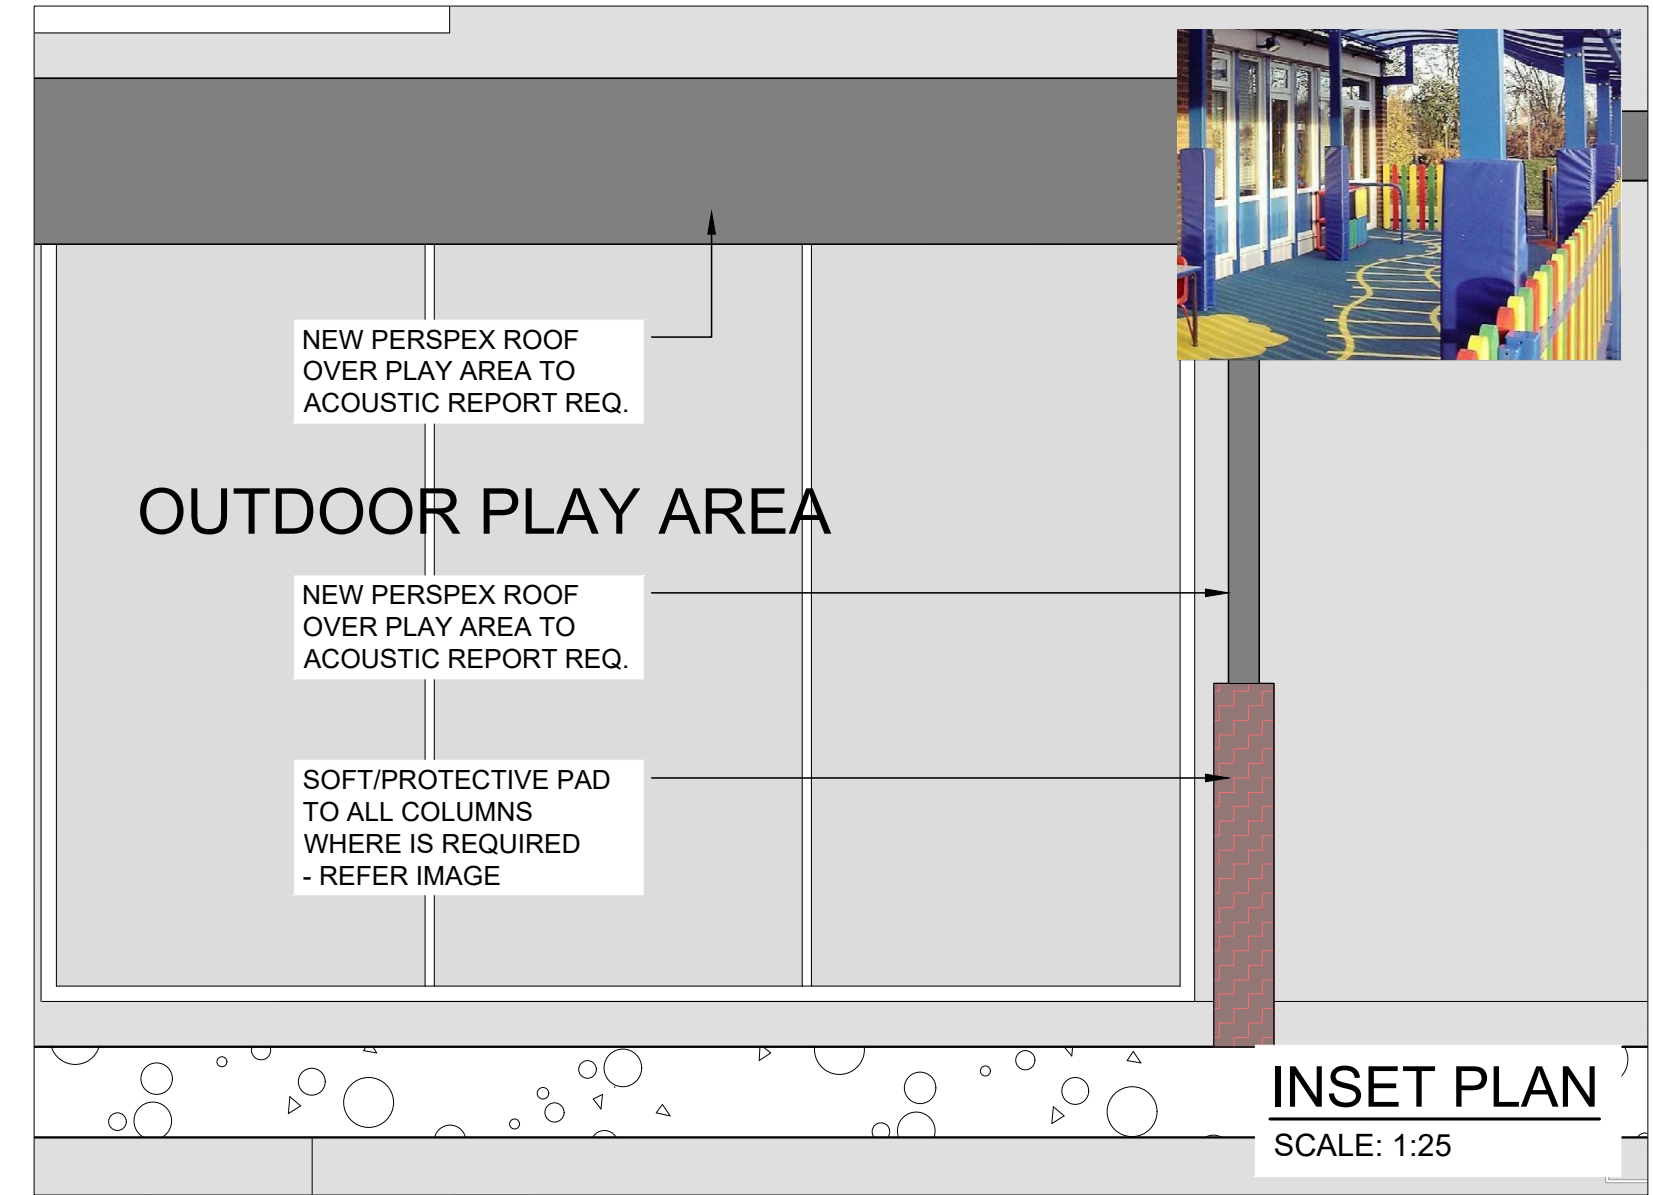 NEW PERSPEX ROOF
OVER PLAY AREA TO
ACOUSTIC REPORT REQ.
OUTDOOR PLAY AREA
NEW PERSPEX ROOF
OVER PLAY AREA TO
ACOUSTIC REPORT REQ.
SOFT/PROTECTIVE PAD
TO ALL COLUMNS
WHERE IS REQUIRED
- REFER IMAGE
INSET PLAN
SCALE: 1:25